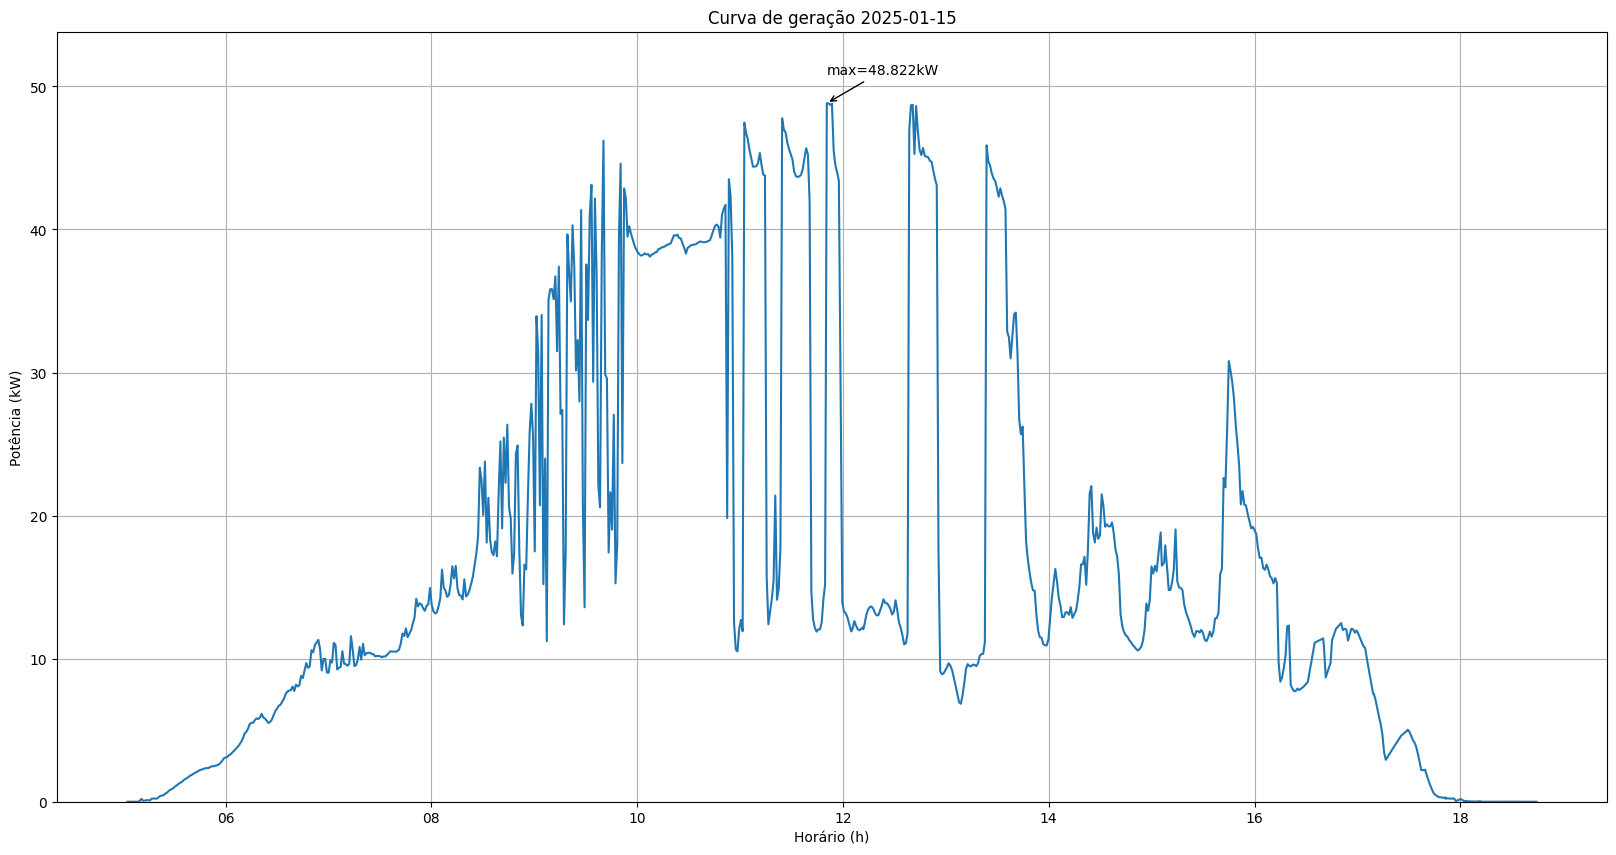 Curva de geração 2025-01-15
max=48.822kW
Potência (kW)
50
40
30
20
10
0
06 08 10 12 14 16 18
Horário (h)